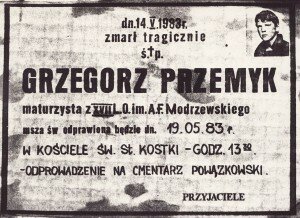 dn.14.V.1983r.
zmarł tragicznie
ś†p.
GRZEGORZ PRZEMYK
maturzysta z XVIII L.O. im. A.F. Modrzewskiego
msza św odprawiona będzie dn. 19.05.83 r.
W KOŚCIELE ŚW. ST. KOSTKI - GODZ. 13 30
-ODPROWADZENIE NA CMENTARZ POWĄZKOWSKI.
PRZYJACIELE